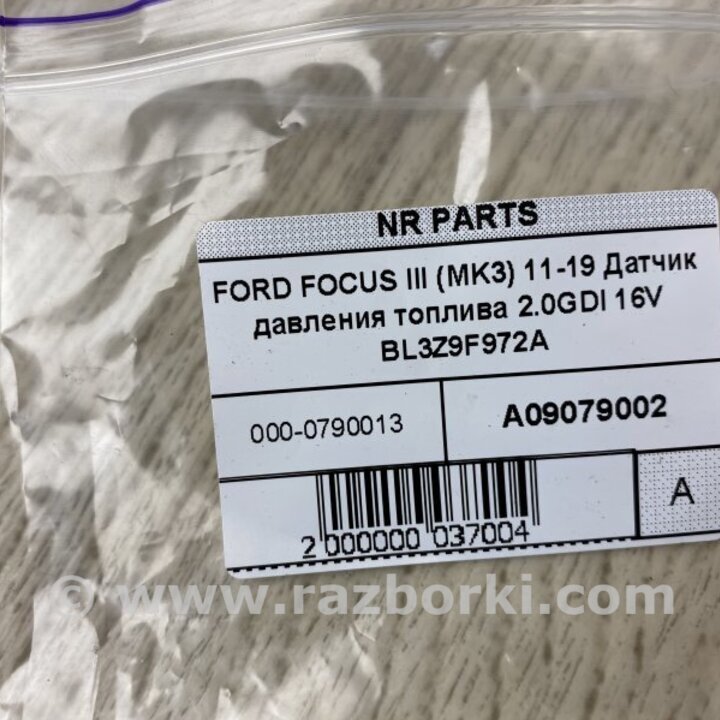 NR PARTS
FORD FOCUS III (MK3) 11-19 Датчик
давления топлива 2.0GDI 16V
BL3Z9F972A
000-0790013
A09079002
A
2 000000 037004
© www.razborki.com